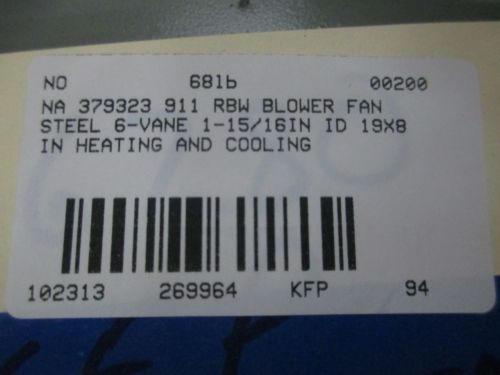 NO 681b 00200
NA 379323 911 RBW BLOWER FAN
STEEL 6-VANE 1-15/16IN ID 19X8
IN HEATING AND COOLING
102313 269964 KFP 94